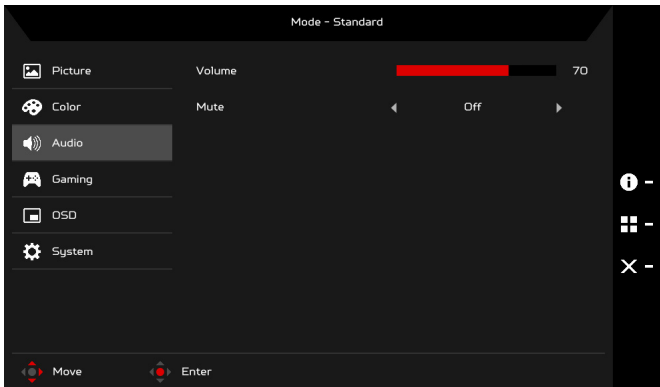 Mode - Standard
Picture
Volume
70
Color
Mute
Off
Audio
Gaming
OSD
System
Move
Enter